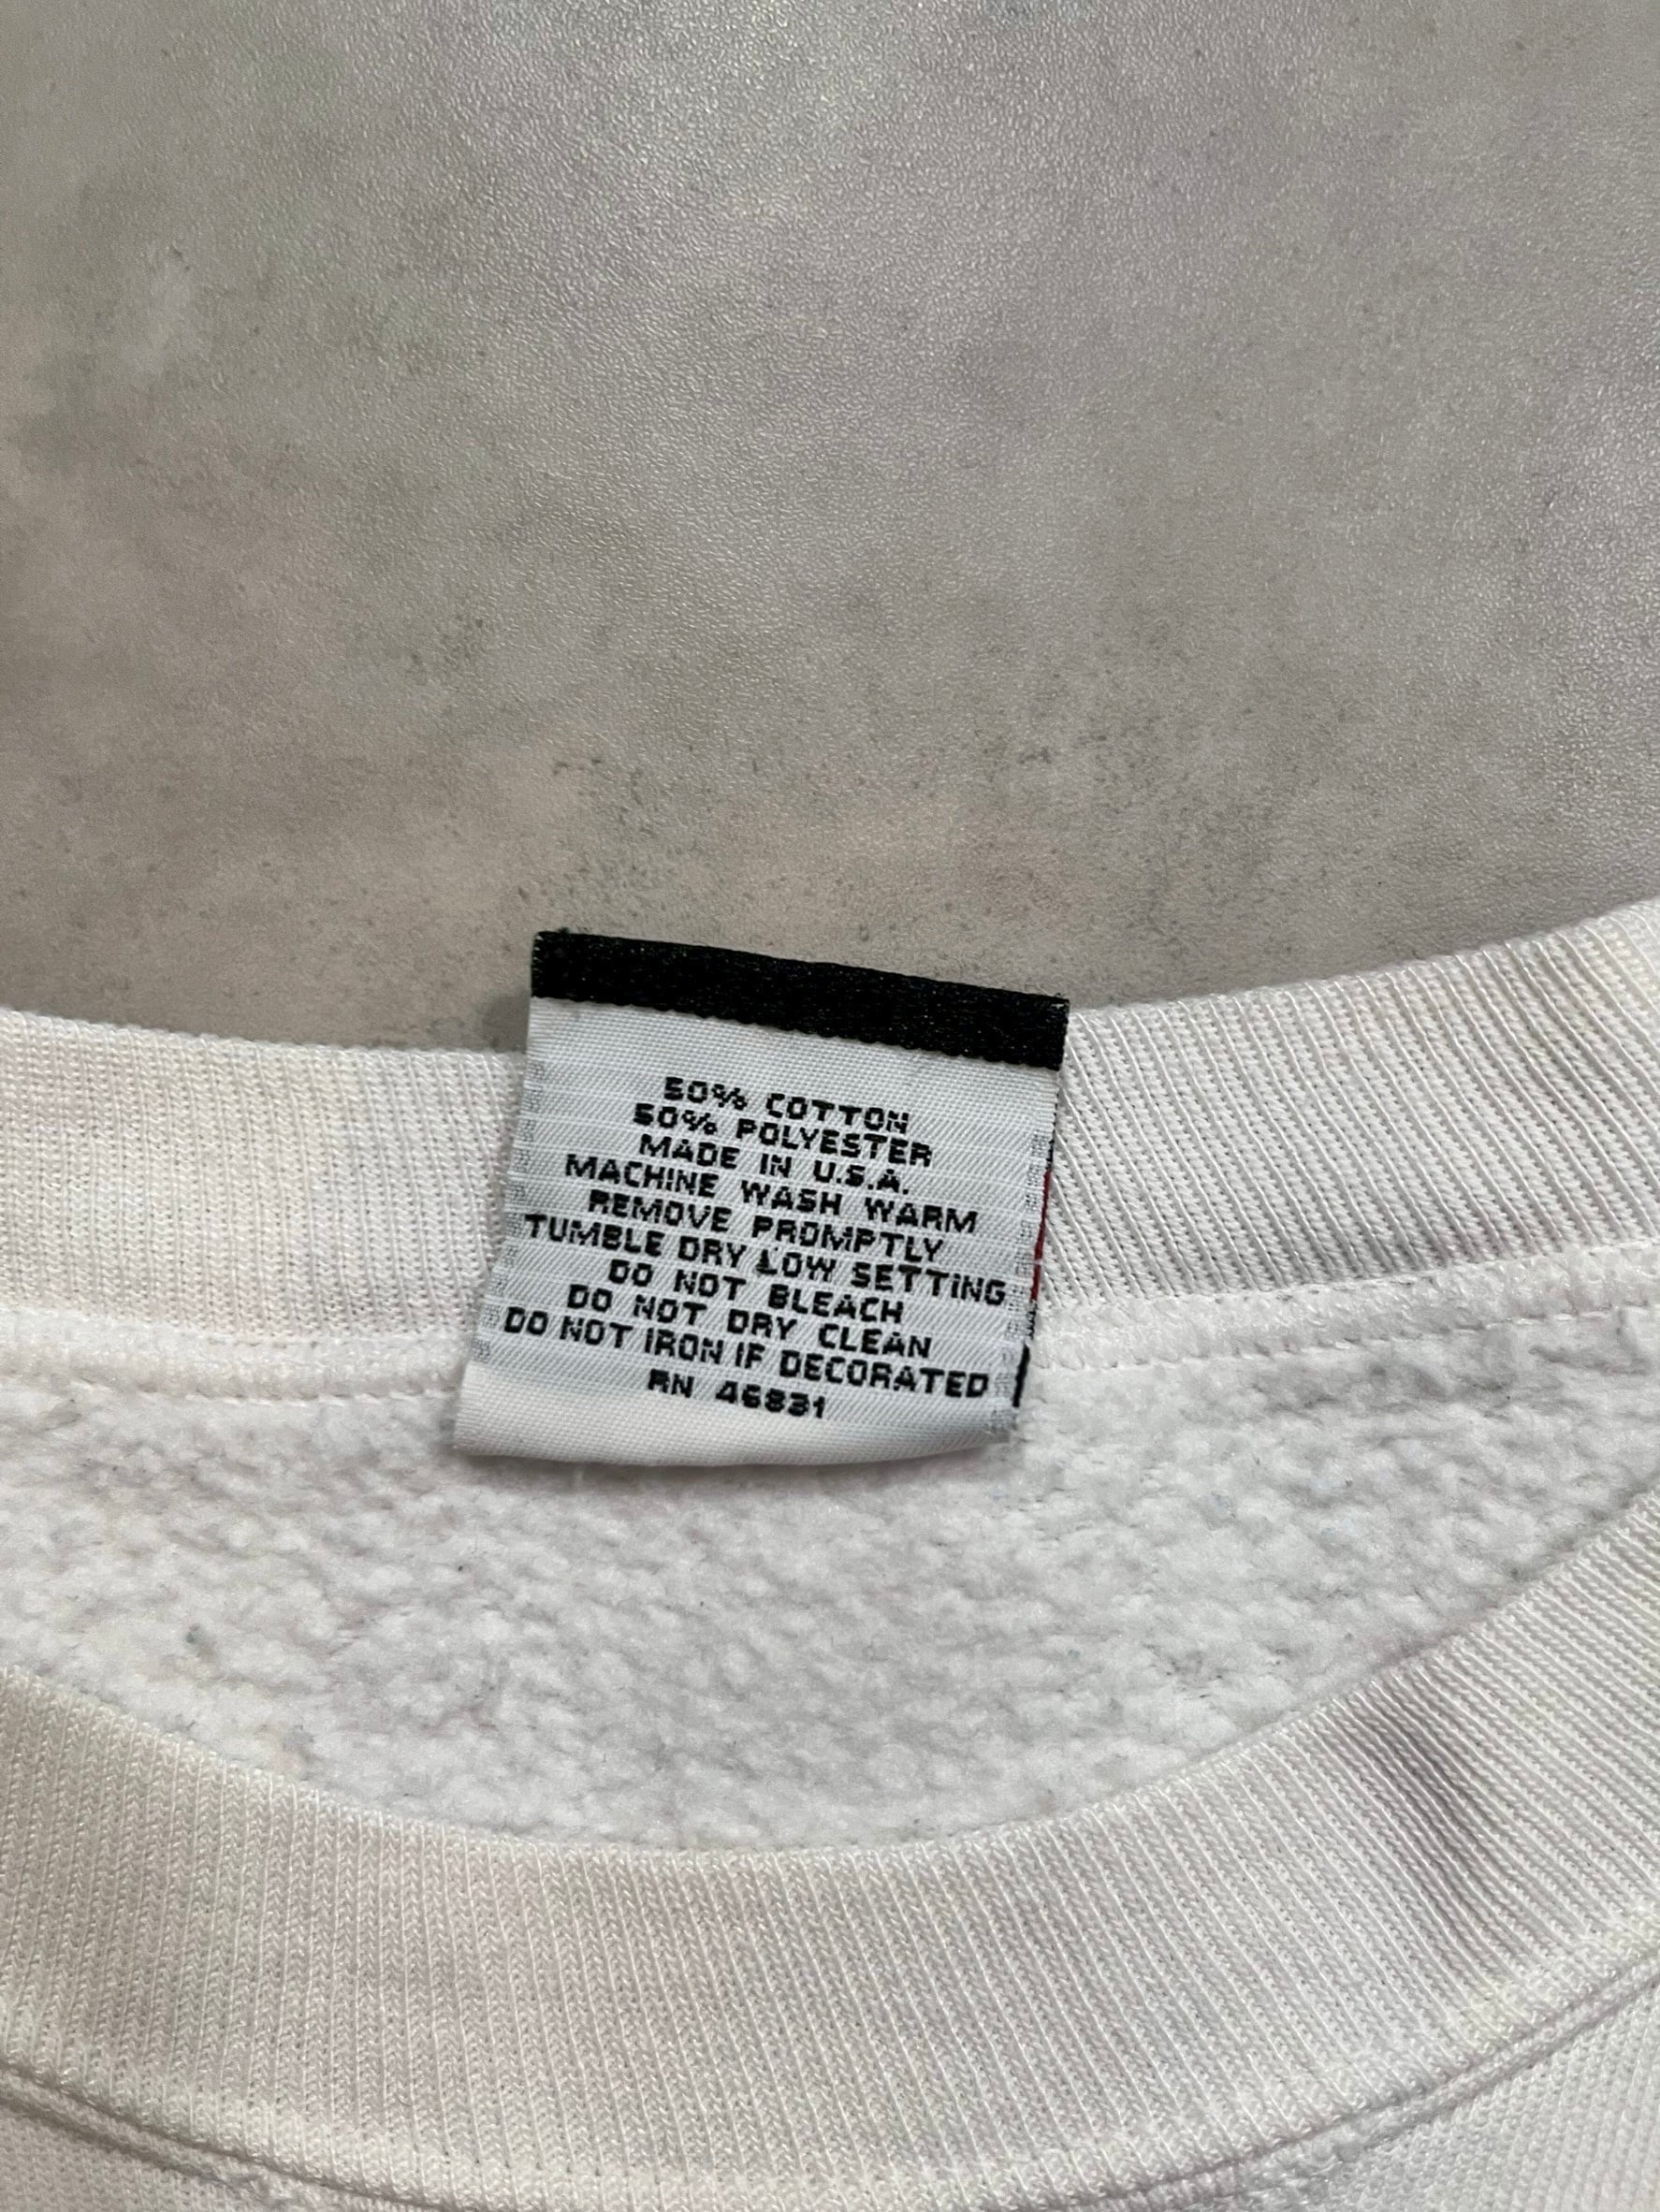 50% COTTON
50% POLYESTER
MADE IN U.S.A.
MACHINE WASH WARM
REMOVE PROMPTLY
TUMBLE DRY LOW SETTING
DO NOT BLEACH
DO NOT DRY CLEAN
DO NOT IRON IF DECORATED
RN 46831